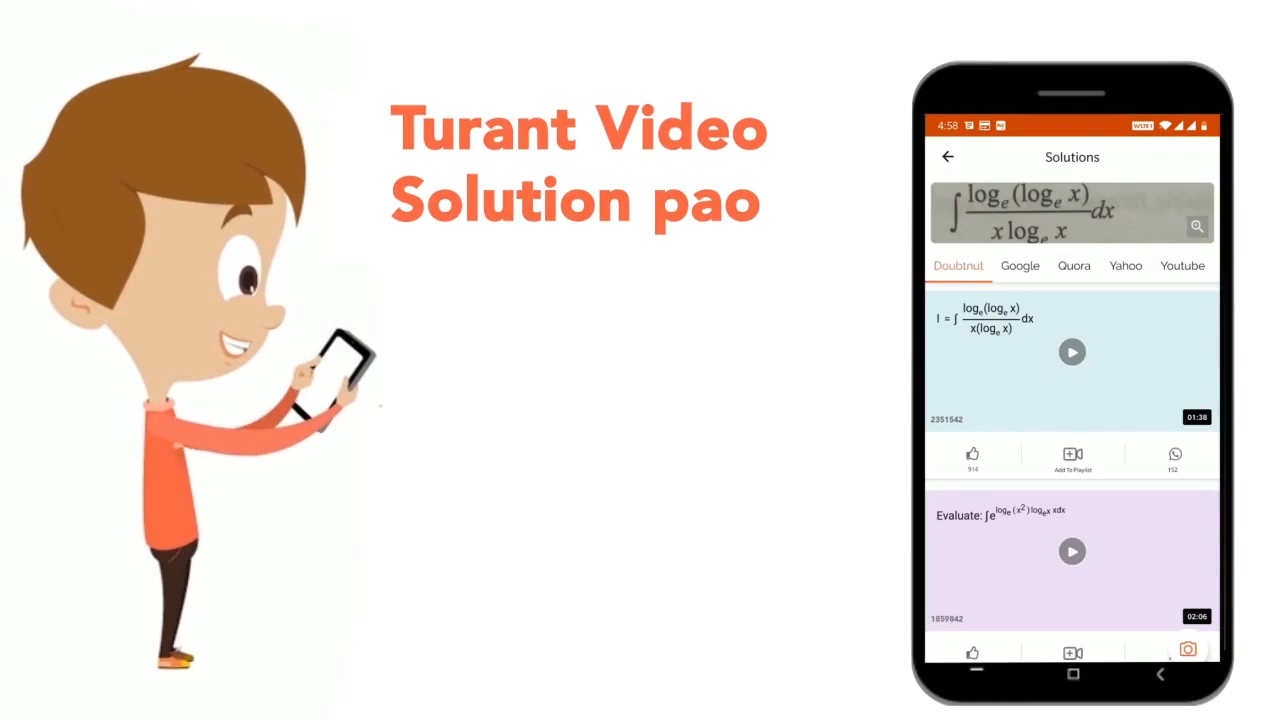 Turant Video
Solution pao
4:58
VoLTE1
Solutions
∫ logₑ(logₑ x) / x logₑ x dx
Doubtnut Google Quora Yahoo Youtube
I = ∫ logₑ(logₑ x) / x(logₑ x) dx
2351542 01:38
914 Add To Playlist 152
Evaluate: ∫e^logₑ(x²)logₑx xdx
1859842 02:06